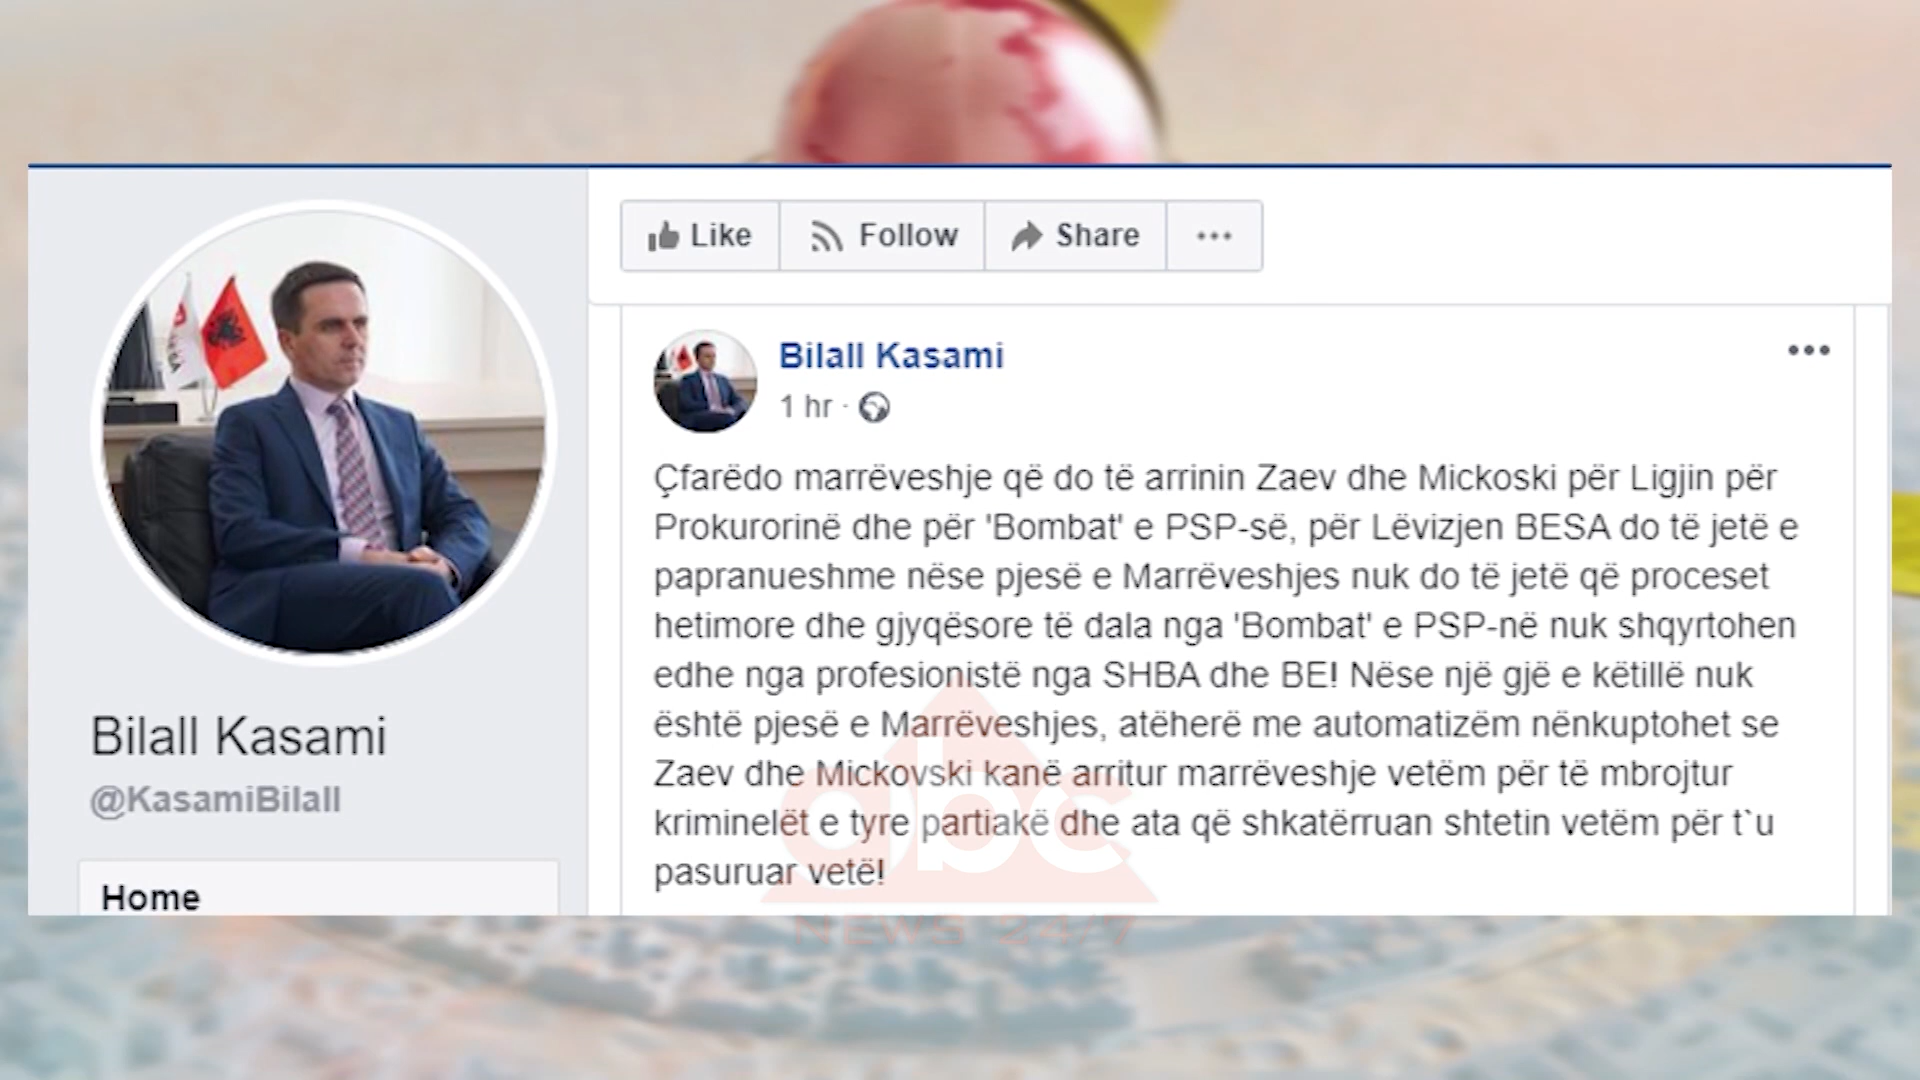 Like
Follow
Share
Bilall Kasami
1 hr ·
Çfarëdo marrëveshje që do të arrinin Zaev dhe Mickoski për Ligjin për
Prokurorinë dhe për 'Bombat' e PSP-së, për Lëvizjen BESA do të jetë e
papranueshme nëse pjesë e Marrëveshjes nuk do të jetë që proceset
hetimore dhe gjyqësore të dala nga 'Bombat' e PSP-në nuk shqyrtohen
edhe nga profesionistë nga SHBA dhe BE! Nëse një gjë e këtillë nuk
është pjesë e Marrëveshjes, atëherë me automatizëm nënkuptohet se
Zaev dhe Mickovski kanë arritur marrëveshje vetëm për të mbrojtur
kriminelët e tyre partiakë dhe ata që shkatërruan shtetin vetëm për t`u
pasuruar vetë!
Bilall Kasami
@KasamiBilall
Home
abc
NEWS 24/7